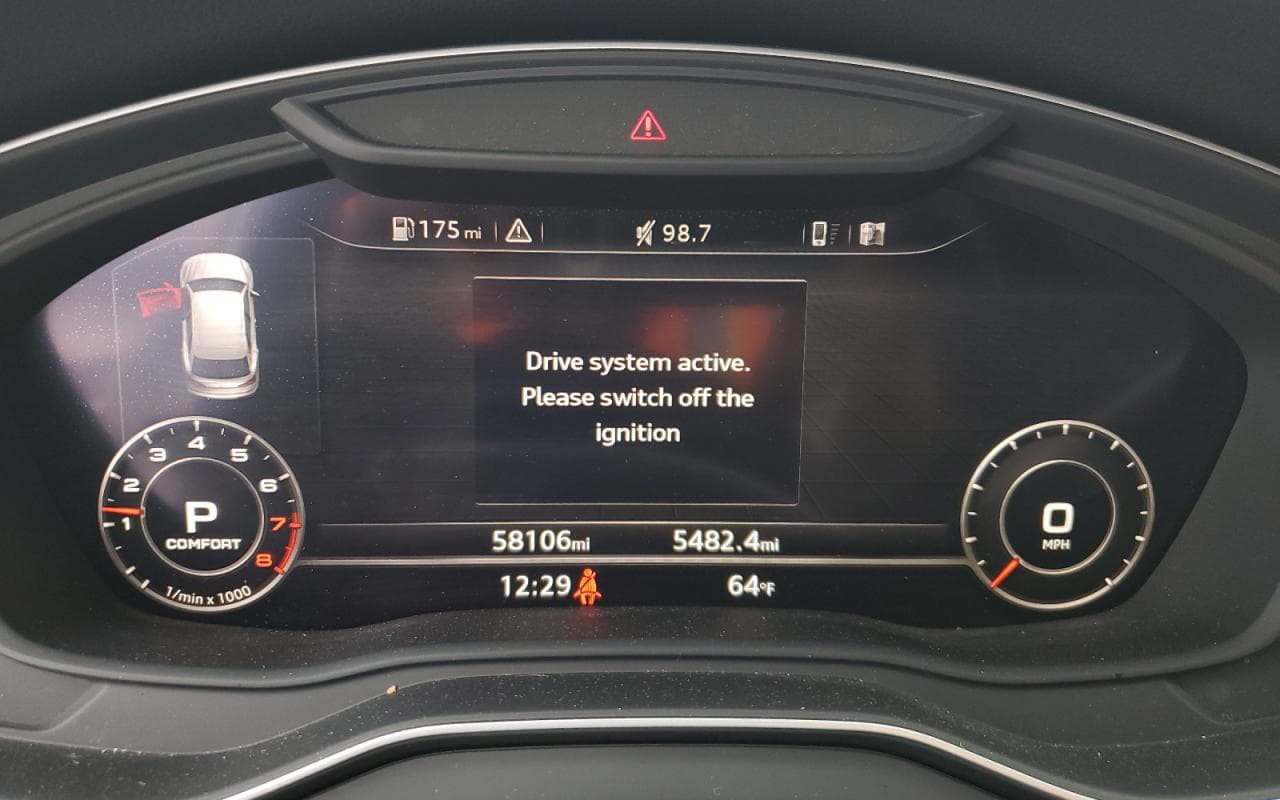 175 mi
98.7
Drive system active.
Please switch off the
ignition
1 2 3 4 5 6 7 8
P
COMFORT
1/min x 1000
0
MPH
58106mi 5482.4mi
12:29 64°F